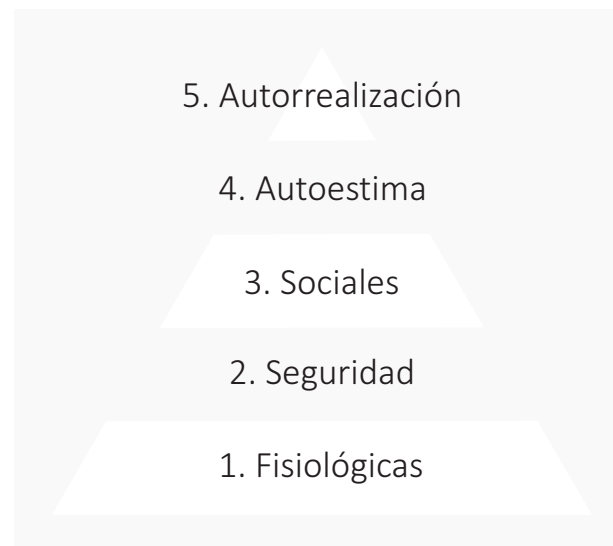 5. Autorrealización
4. Autoestima
3. Sociales
2. Seguridad
1. Fisiológicas